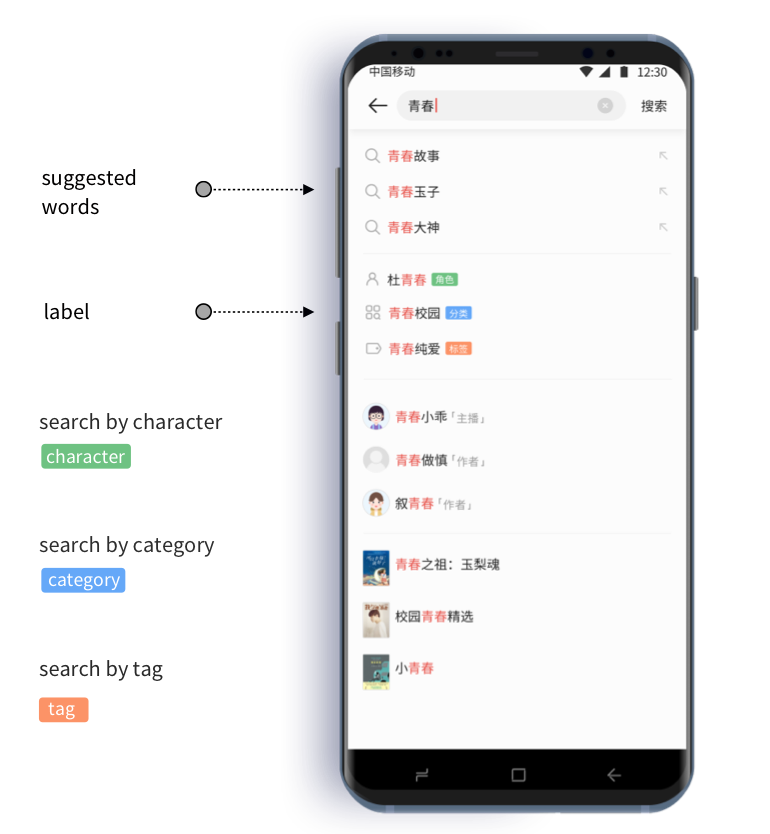 suggested
words
label
search by character
character
search by category
category
search by tag
tag
中国移动 12:30
青春 搜索
青春故事
青春玉子
青春大神
杜青春 角色
青春校园 分类
青春纯爱 标签
青春小乖「主播」
青春做慎「作者」
叙青春「作者」
青春之祖：玉梨魂
校园青春精选
小青春